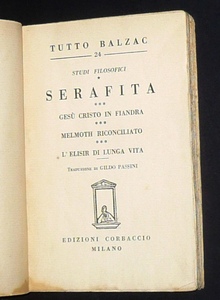 TUTTO BALZAC
24
STUDI FILOSOFICI
SERAFITA
GESÙ CRISTO IN FIANDRA
MELMOTH RICONCILIATO
L'ELISIR DI LUNGA VITA
TRADUZIONE DI GILDO PASSINI
EDIZIONI CORBACCIO
MILANO